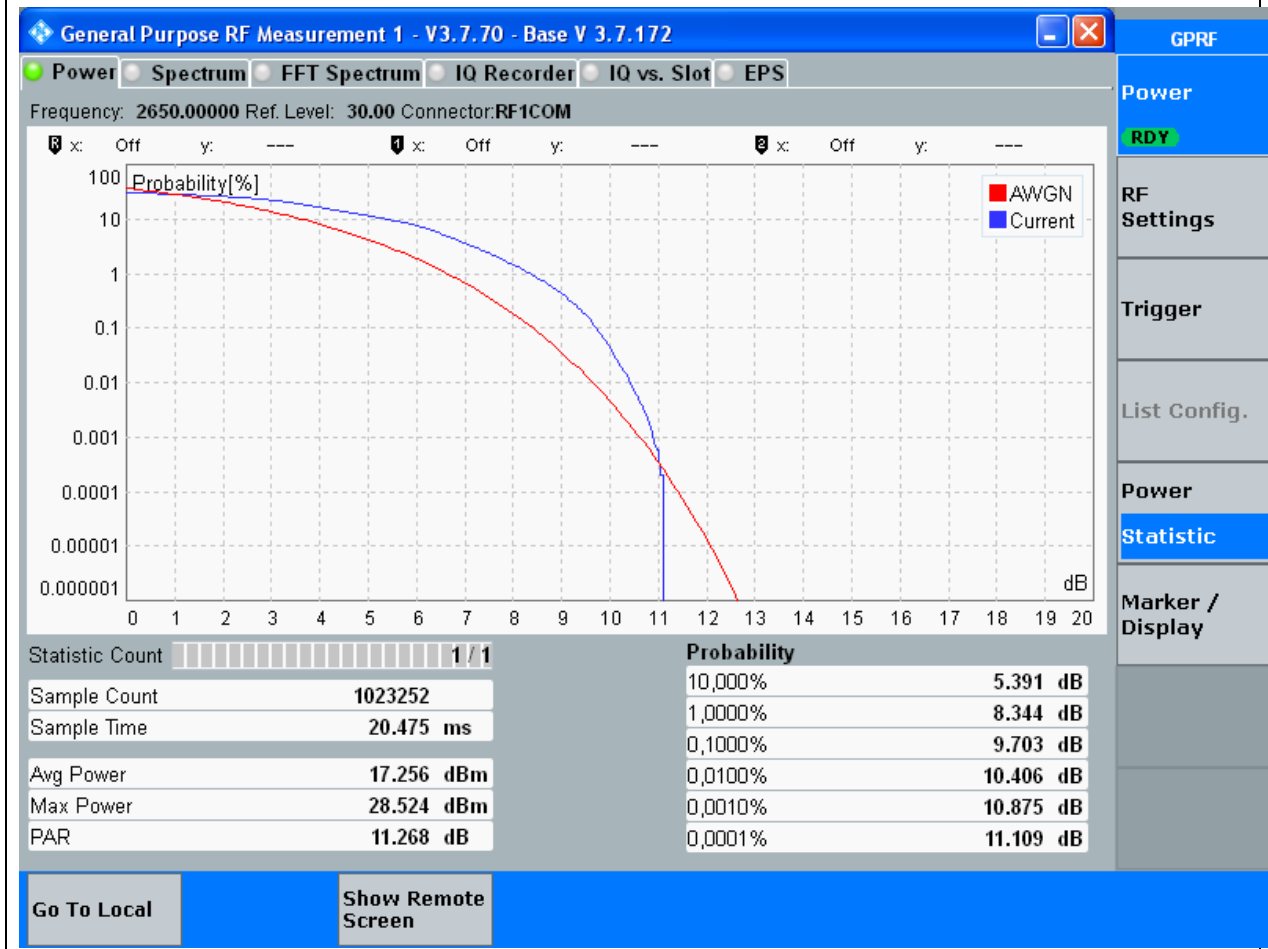 General Purpose RF Measurement 1 - V3.7.70 - Base V 3.7.172
GPRF
Power Spectrum FFT Spectrum IQ Recorder IQ vs. Slot EPS
Frequency: 2650.00000 Ref. Level: 30.00 Connector:RF1COM
R x: Off y: --- 1 x: Off y: --- 2 x: Off y: ---
Probability[%]
AWGN
Current
100
10
1
0.1
0.01
0.001
0.0001
0.00001
0.000001
dB
0 1 2 3 4 5 6 7 8 9 10 11 12 13 14 15 16 17 18 19 20
Statistic Count 1 / 1
Sample Count 1023252
Sample Time 20.475 ms
Avg Power 17.256 dBm
Max Power 28.524 dBm
PAR 11.268 dB
Probability
10,000% 5.391 dB
1,0000% 8.344 dB
0,1000% 9.703 dB
0,0100% 10.406 dB
0,0010% 10.875 dB
0,0001% 11.109 dB
Power
RDY
RF
Settings
Trigger
List Config.
Power
Statistic
Marker /
Display
Go To Local
Show Remote
Screen